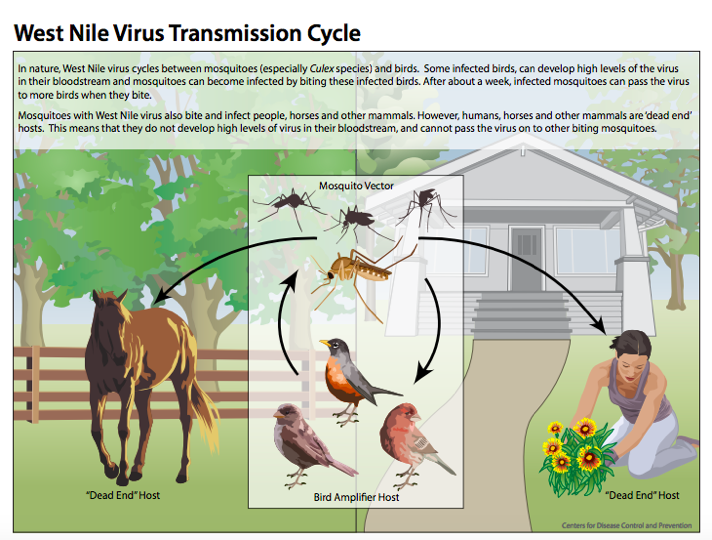 West Nile Virus Transmission Cycle
In nature, West Nile virus cycles between mosquitoes (especially Culex species) and birds.  Some infected birds, can develop high levels of the virus
in their bloodstream and mosquitoes can become infected by biting these infected birds. After about a week, infected mosquitoes can pass the virus
to more birds when they bite.
Mosquitoes with West Nile virus also bite and infect people, horses and other mammals. However, humans, horses and other mammals are ‘dead end’
hosts.  This means that they do not develop high levels of virus in their bloodstream, and cannot pass the virus on to other biting mosquitoes.
Mosquito Vector
“Dead End” Host
Bird Amplifier Host
“Dead End” Host
Centers for Disease Control and Prevention